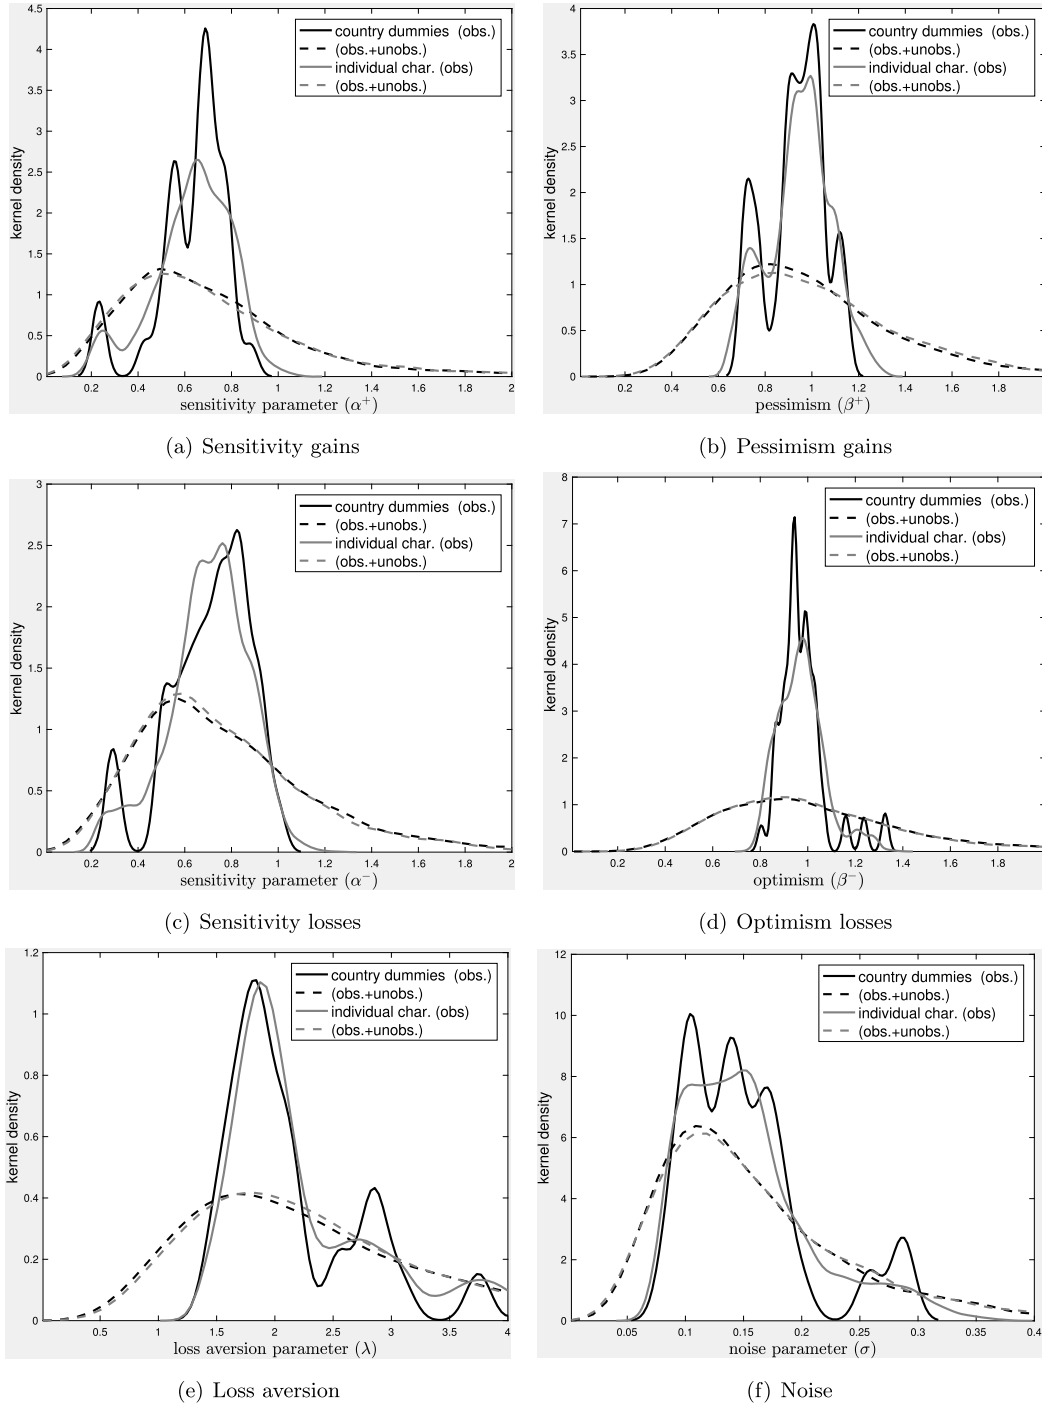 country dummies (obs.)
(obs.+unobs.)
individual char. (obs)
(obs.+unobs.)
kernel density
0 0.5 1 1.5 2 2.5 3 3.5 4 4.5
0.2 0.4 0.6 0.8 1 1.2 1.4 1.6 1.8 2
sensitivity parameter (α⁺)
(a) Sensitivity gains
country dummies (obs.)
(obs.+unobs.)
individual char. (obs)
(obs.+unobs.)
kernel density
0 0.5 1 1.5 2 2.5 3 3.5 4
0.2 0.4 0.6 0.8 1 1.2 1.4 1.6 1.8 2
pessimism (β⁺)
(b) Pessimism gains
country dummies (obs.)
(obs.+unobs.)
individual char. (obs)
(obs.+unobs.)
kernel density
0 0.5 1 1.5 2 2.5 3
0.2 0.4 0.6 0.8 1 1.2 1.4 1.6 1.8 2
sensitivity parameter (α⁻)
(c) Sensitivity losses
country dummies (obs.)
(obs.+unobs.)
individual char. (obs)
(obs.+unobs.)
kernel density
0 1 2 3 4 5 6 7 8
0.2 0.4 0.6 0.8 1 1.2 1.4 1.6 1.8 2
optimism (β⁻)
(d) Optimism losses
country dummies (obs.)
(obs.+unobs.)
individual char. (obs)
(obs.+unobs.)
kernel density
0 0.2 0.4 0.6 0.8 1 1.2
0.5 1 1.5 2 2.5 3 3.5 4
loss aversion parameter (λ)
(e) Loss aversion
country dummies (obs.)
(obs.+unobs.)
individual char. (obs)
(obs.+unobs.)
kernel density
0 2 4 6 8 10 12
0.05 0.1 0.15 0.2 0.25 0.3 0.35 0.4
noise parameter (σ)
(f) Noise